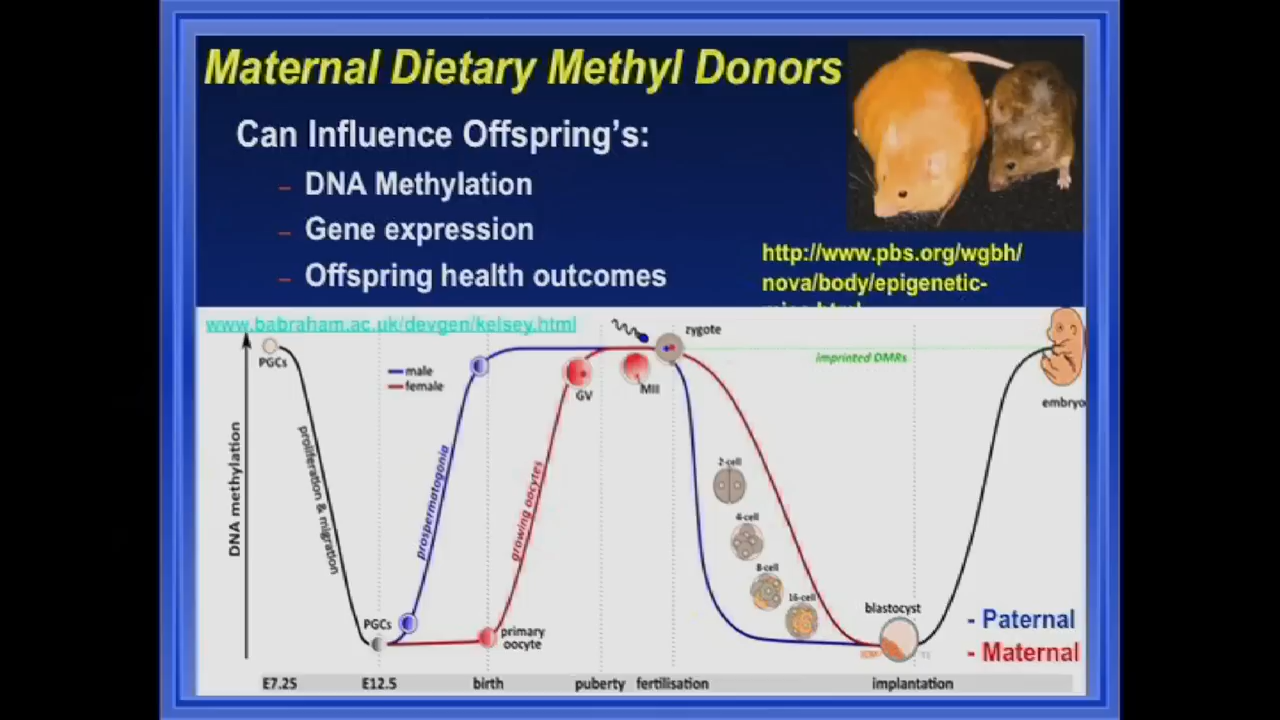 Maternal Dietary Methyl Donors
Can Influence Offspring's:
– DNA Methylation
– Gene expression
– Offspring health outcomes
http://www.pbs.org/wgbh/
nova/body/epigenetic-
www.babraham.ac.uk/devgen/kelsey.html
DNA methylation
PGCs
proliferation & migration
PGCs
male
female
prospermatogonia
growing oocytes
primary
oocyte
GV
MII
zygote
imprinted DMRs
2-cell
4-cell
8-cell
16-cell
blastocyst
embryo
- Paternal
- Maternal
E7.25 E12.5 birth puberty fertilisation implantation